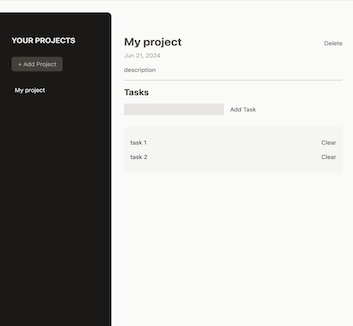 YOUR PROJECTS
+ Add Project
My project
My project
Delete
Jun 21, 2024
description
Tasks
Add Task
task 1
Clear
task 2
Clear